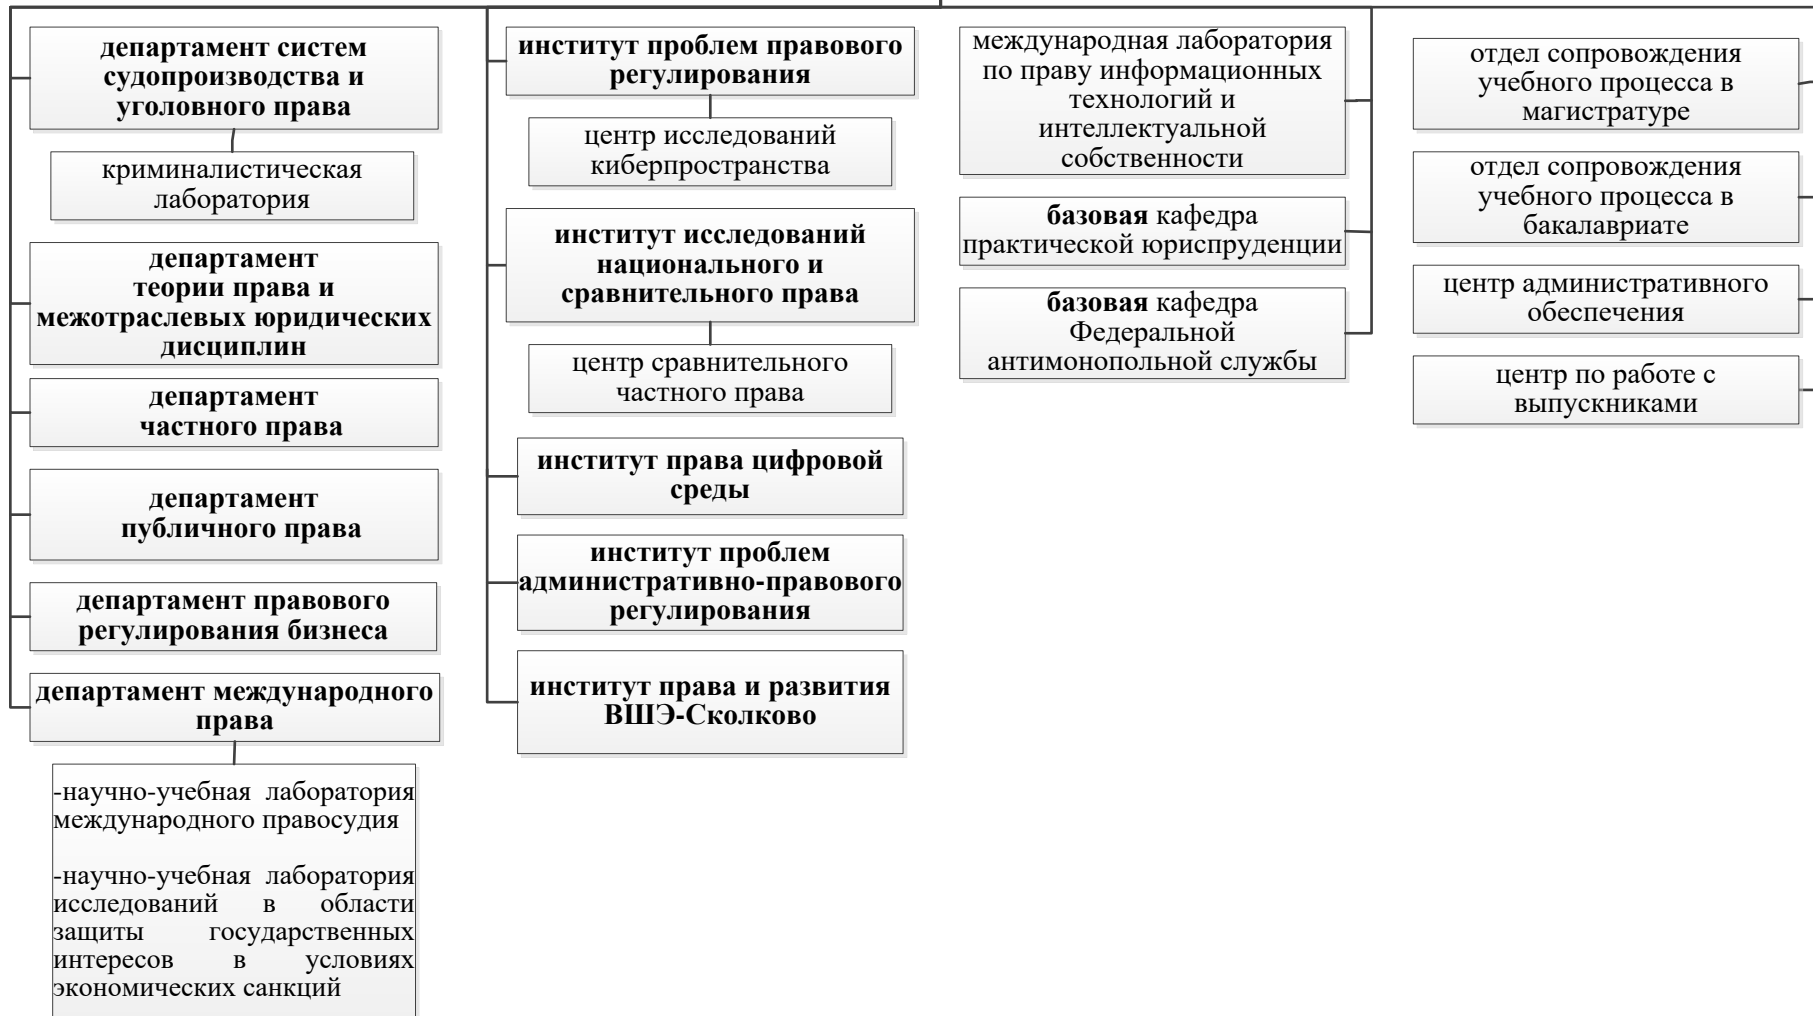 департамент систем
судопроизводства и
уголовного права
криминалистическая
лаборатория
департамент
теории права и
межотраслевых юридических
дисциплин
департамент
частного права
департамент
публичного права
департамент правового
регулирования бизнеса
департамент международного
права
-научно-учебная лаборатория
международного правосудия
-научно-учебная лаборатория
исследований в области
защиты государственных
интересов в условиях
экономических санкций
институт проблем правового
регулирования
центр исследований
киберпространства
институт исследований
национального и
сравнительного права
центр сравнительного
частного права
институт права цифровой
среды
институт проблем
административно-правового
регулирования
институт права и развития
ВШЭ-Сколково
международная лаборатория
по праву информационных
технологий и
интеллектуальной
собственности
базовая кафедра
практической юриспруденции
базовая кафедра
Федеральной
антимонопольной службы
отдел сопровождения
учебного процесса в
магистратуре
отдел сопровождения
учебного процесса в
бакалавриате
центр административного
обеспечения
центр по работе с
выпускниками